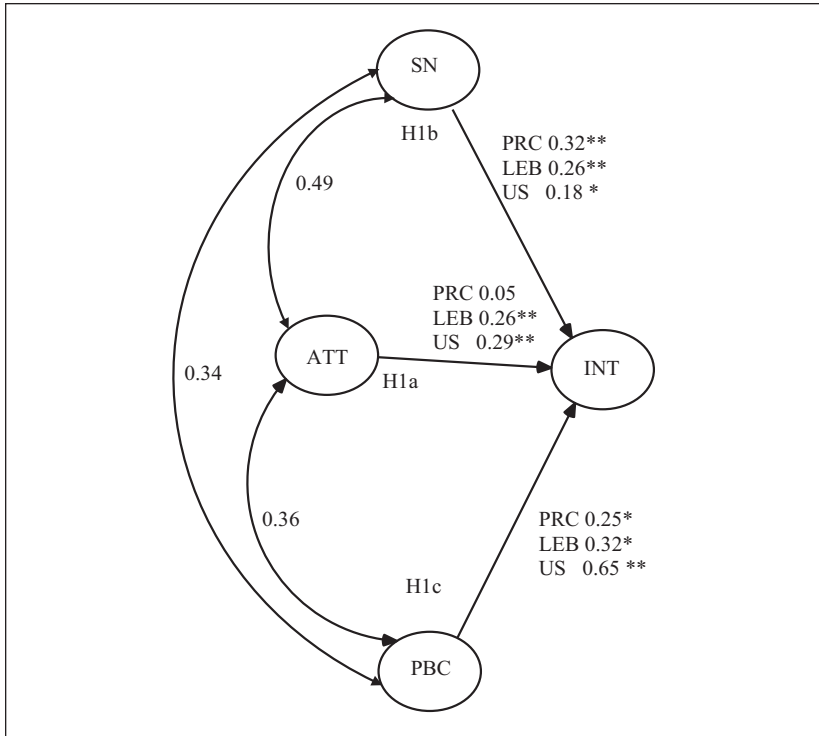 SN
H1b
PRC 0.32**
LEB 0.26**
US 0.18 *
0.49
PRC 0.05
LEB 0.26**
US 0.29**
ATT
INT
H1a
0.34
0.36
PRC 0.25*
LEB 0.32*
US 0.65 **
H1c
PBC